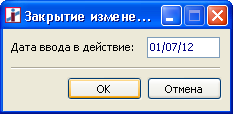 Закрытие измене...
Дата ввода в действие: 01/07/12
OK Отмена